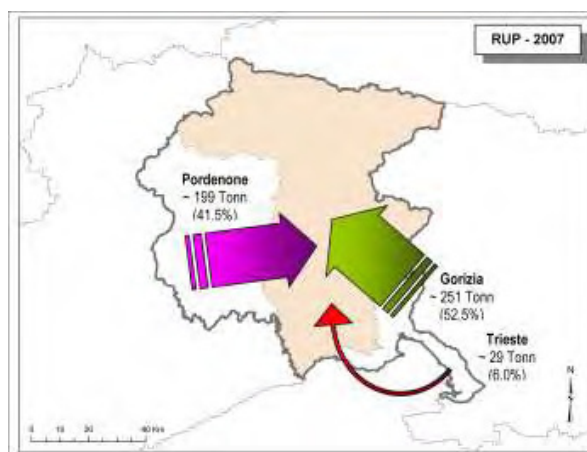 RUP - 2007
Pordenone
~ 199 Tonn
(41.5%)
Gorizia
~ 251 Tonn
(52.5%)
Trieste
~ 29 Tonn
(6.0%)
N
0 10 20 40 Km